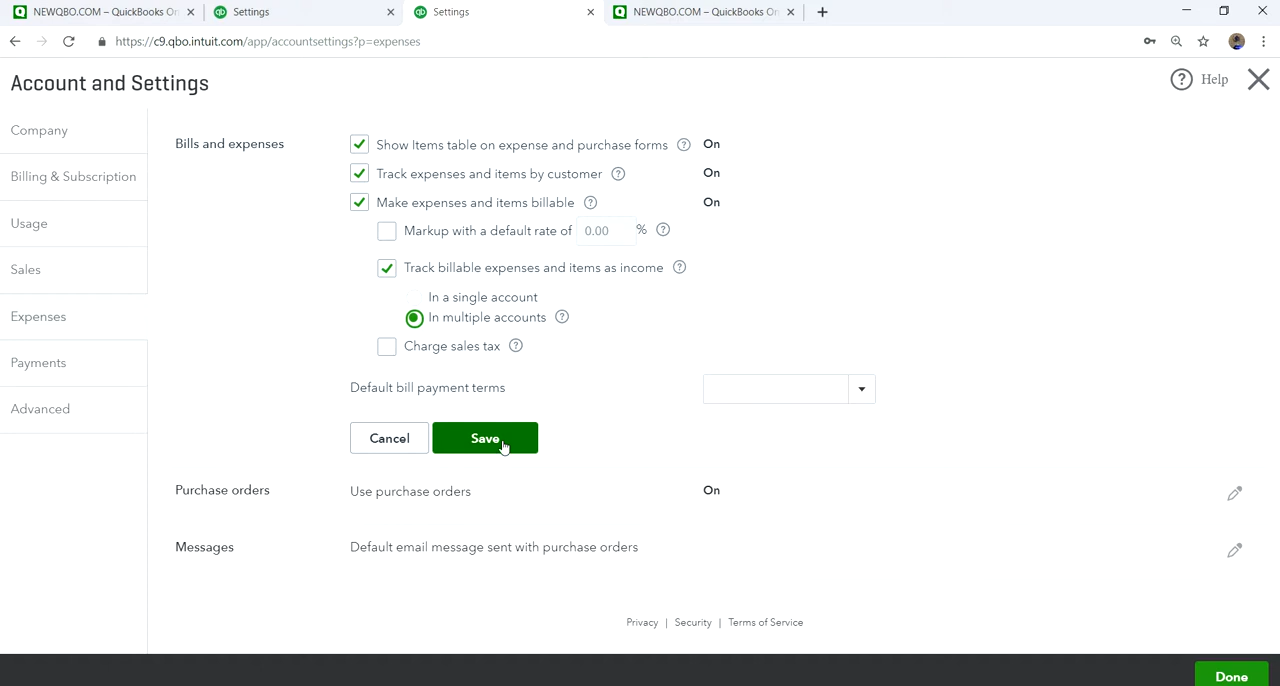 NEWQBO.COM – QuickBooks On
Settings
Settings
NEWQBO.COM – QuickBooks On
https://c9.qbo.intuit.com/app/accountsettings?p=expenses
Account and Settings
? Help
Company
Billing & Subscription
Usage
Sales
Expenses
Payments
Advanced
Bills and expenses
Show Items table on expense and purchase forms ? On
Track expenses and items by customer ? On
Make expenses and items billable ? On
Markup with a default rate of 0.00 % ?
Track billable expenses and items as income ?
In a single account
In multiple accounts ?
Charge sales tax ?
Default bill payment terms
Cancel Save
Purchase orders Use purchase orders On
Messages Default email message sent with purchase orders
Privacy | Security | Terms of Service
Done